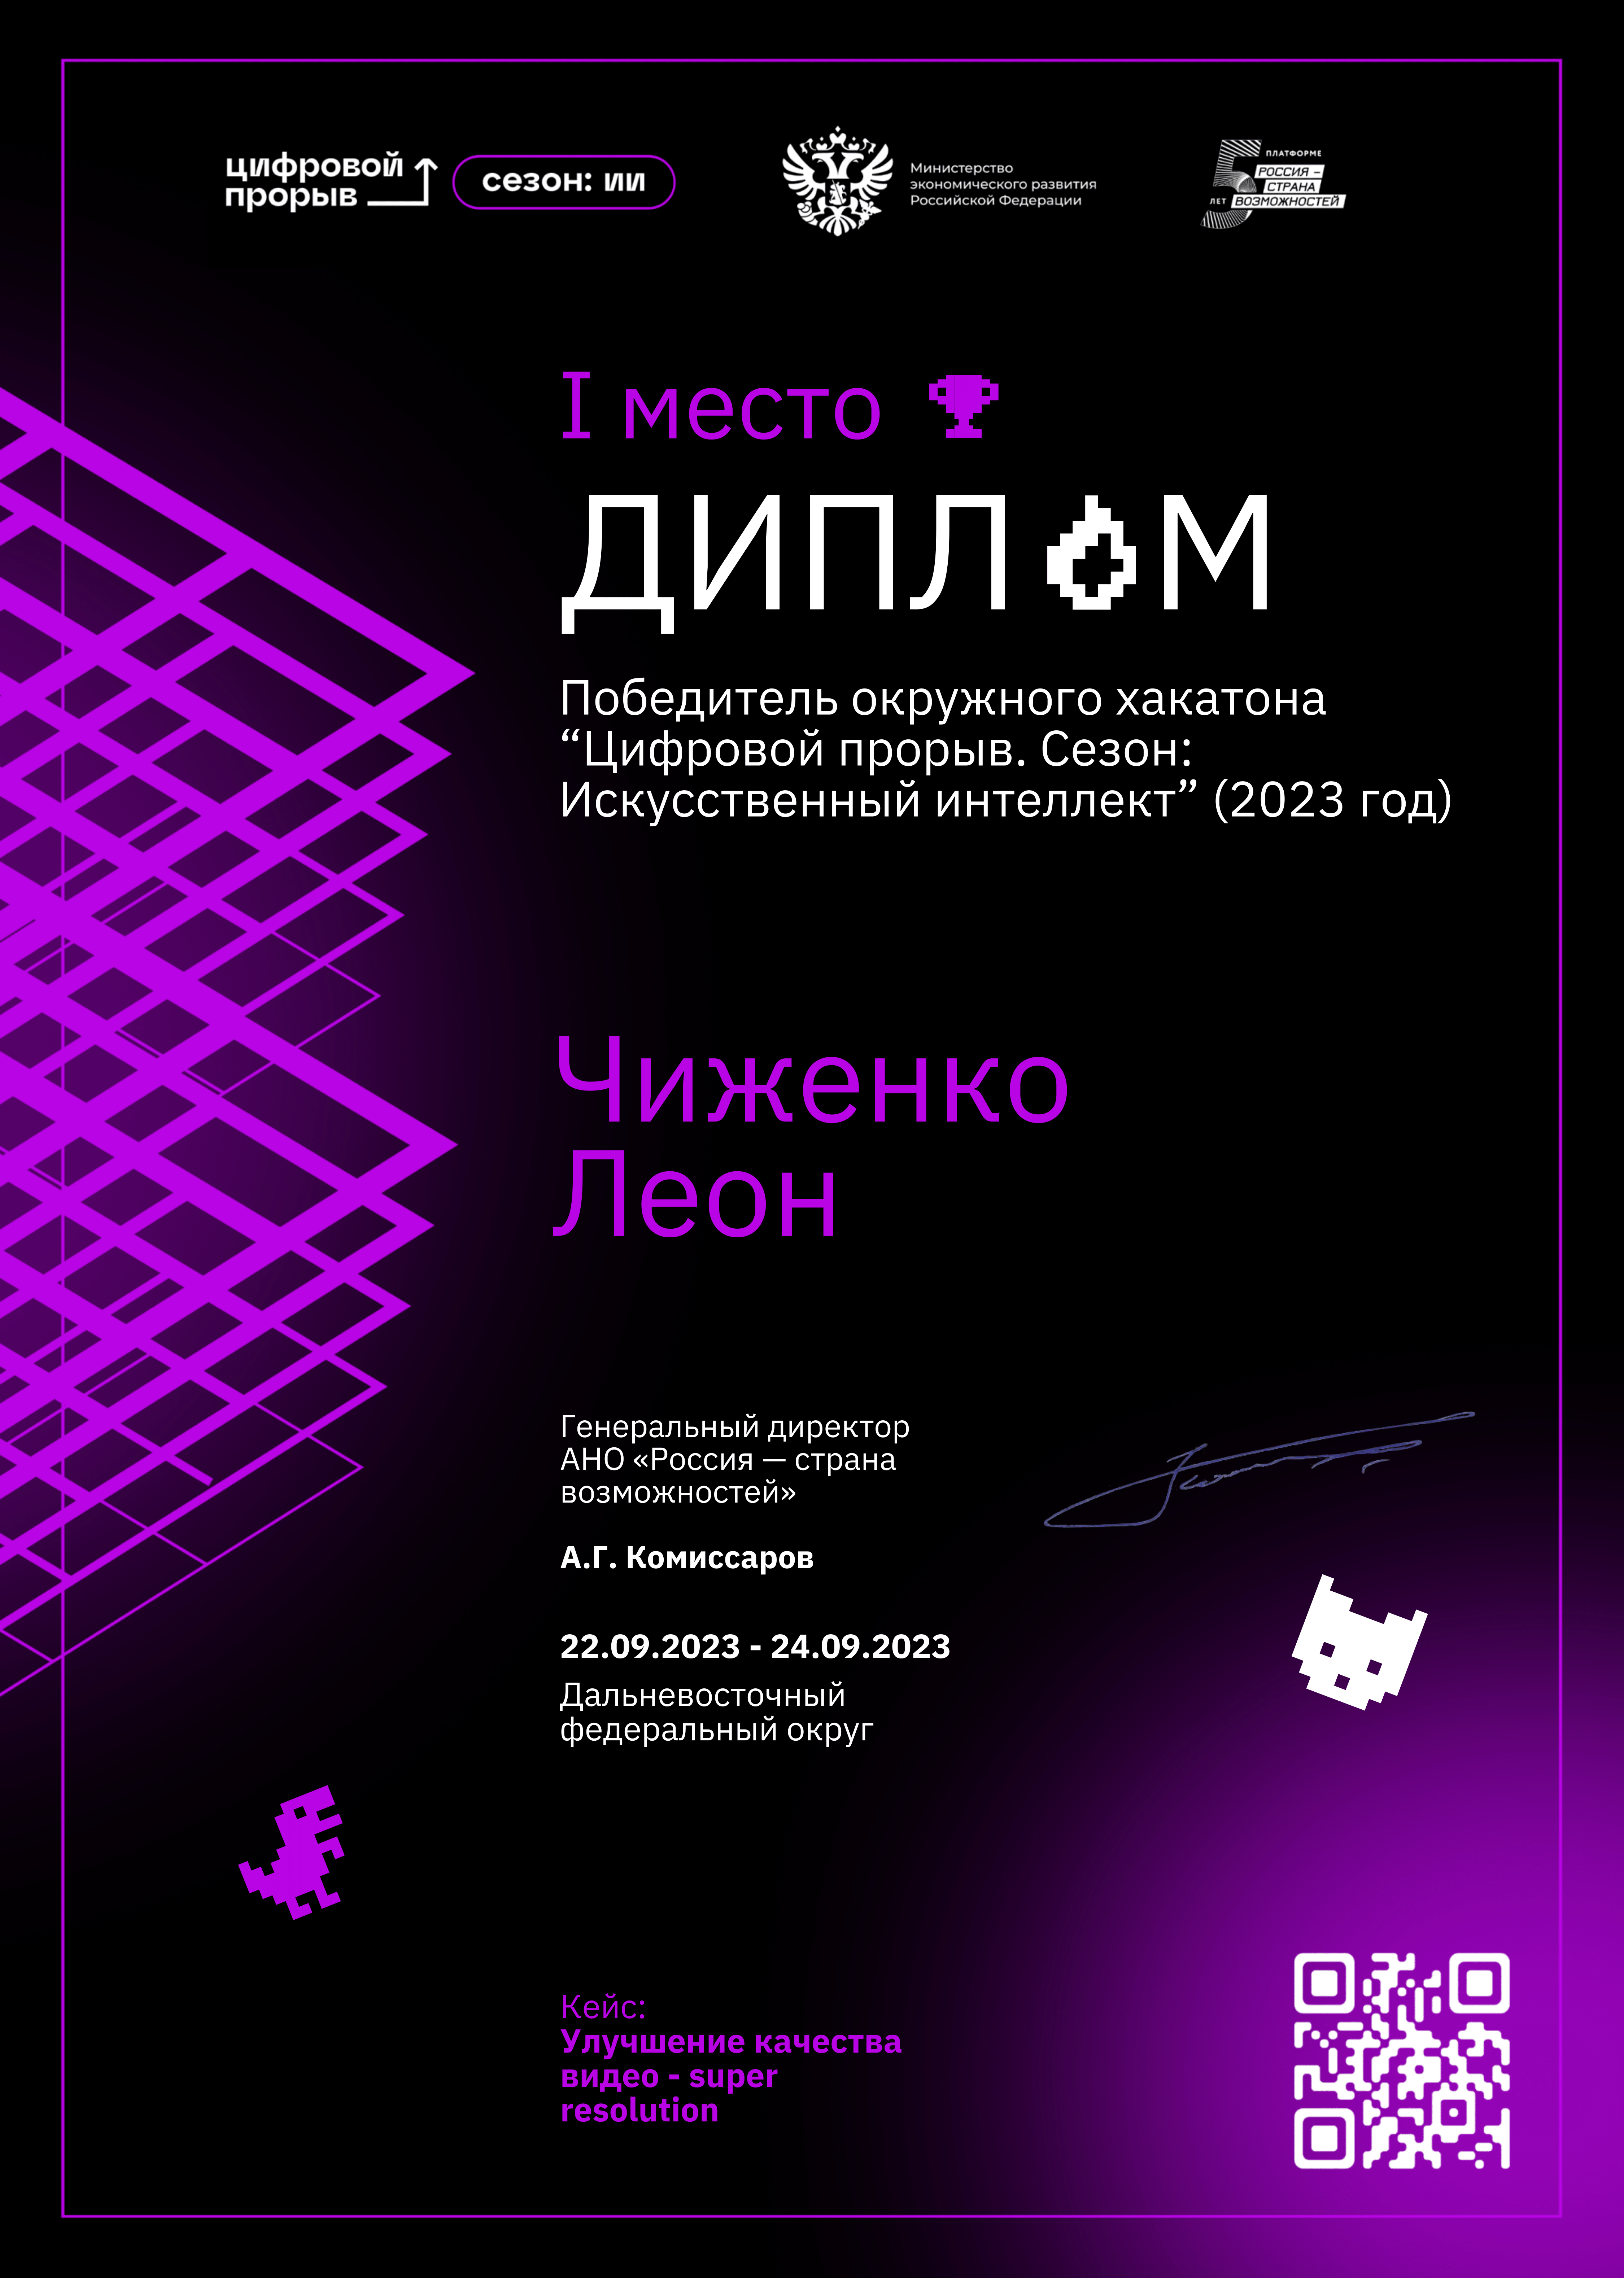 цифровой
прорыв
сезон: ии
Министерство
экономического развития
Российской Федерации
5
ПЛАТФОРМЕ
РОССИЯ –
СТРАНА
ЛЕТ ВОЗМОЖНОСТЕЙ
I место
ДИПЛОМ
Победитель окружного хакатона
“Цифровой прорыв. Сезон:
Искусственный интеллект” (2023 год)
Чиженко
Леон
Генеральный директор
АНО «Россия — страна
возможностей»
А.Г. Комиссаров
22.09.2023 - 24.09.2023
Дальневосточный
федеральный округ
Кейс:
Улучшение качества
видео - super
resolution